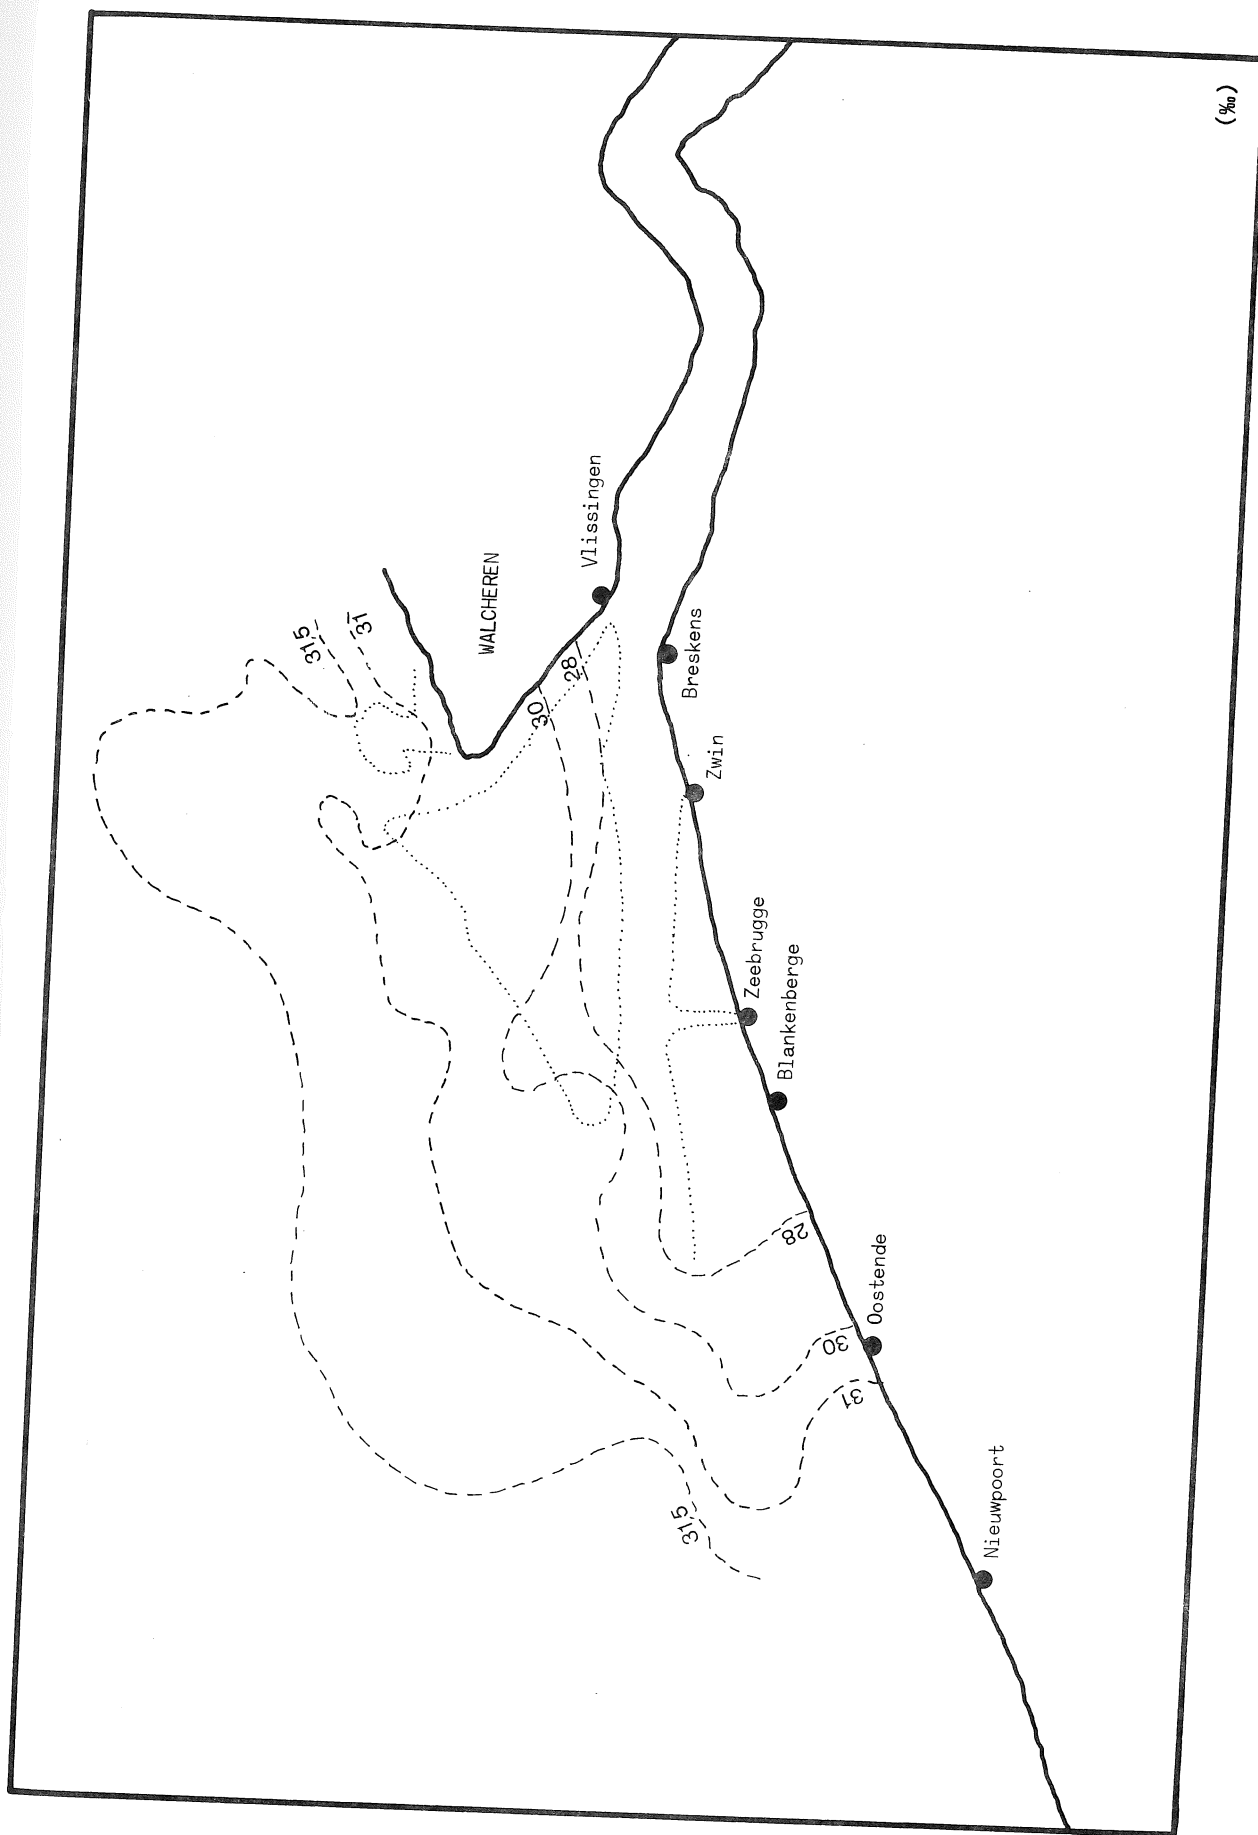 31.5
31
WALCHEREN
Vlissingen
28
30
Breskens
Zwin
Zeebrugge
Blankenberge
28
Oostende
30
31
31.5
Nieuwpoort
(‰)